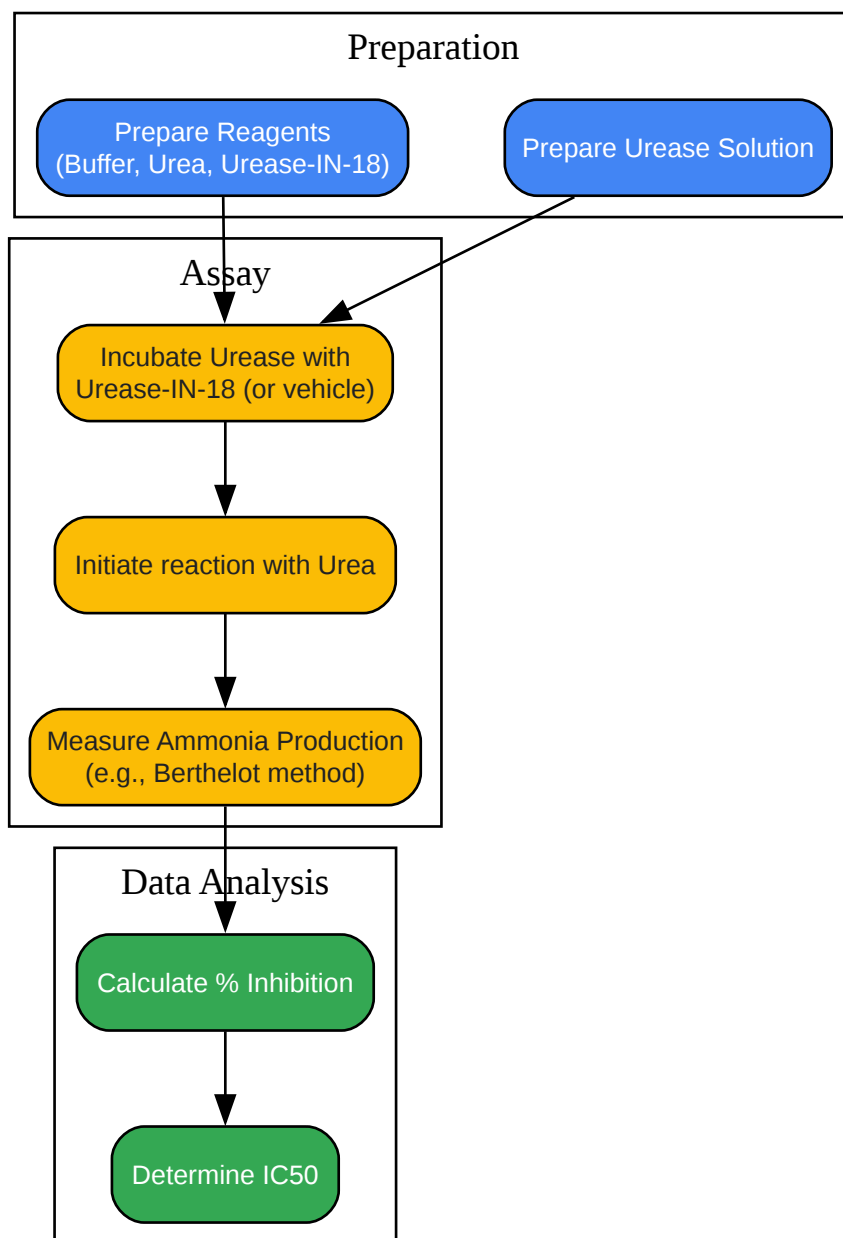 Preparation
Prepare Reagents
(Buffer, Urea, Urease-IN-18)
Prepare Urease Solution
Assay
Incubate Urease with
Urease-IN-18 (or vehicle)
Initiate reaction with Urea
Measure Ammonia Production
(e.g., Berthelot method)
Data Analysis
Calculate % Inhibition
Determine IC50